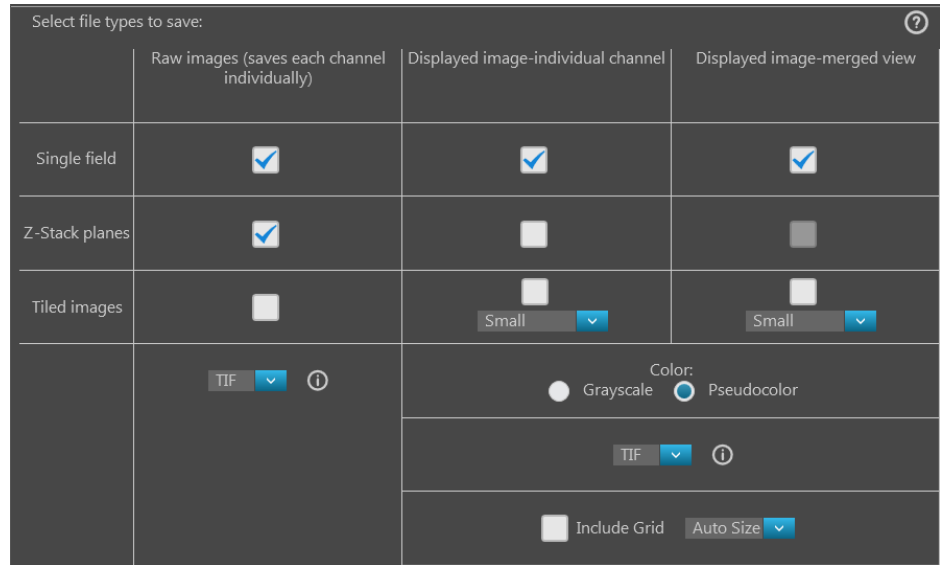 Select file types to save:
Raw images (saves each channel
individually)
Displayed image-individual channel
Displayed image-merged view
Single field
Z-Stack planes
Tiled images
Small
Small
TIF
Color:
Grayscale
Pseudocolor
TIF
Include Grid
Auto Size